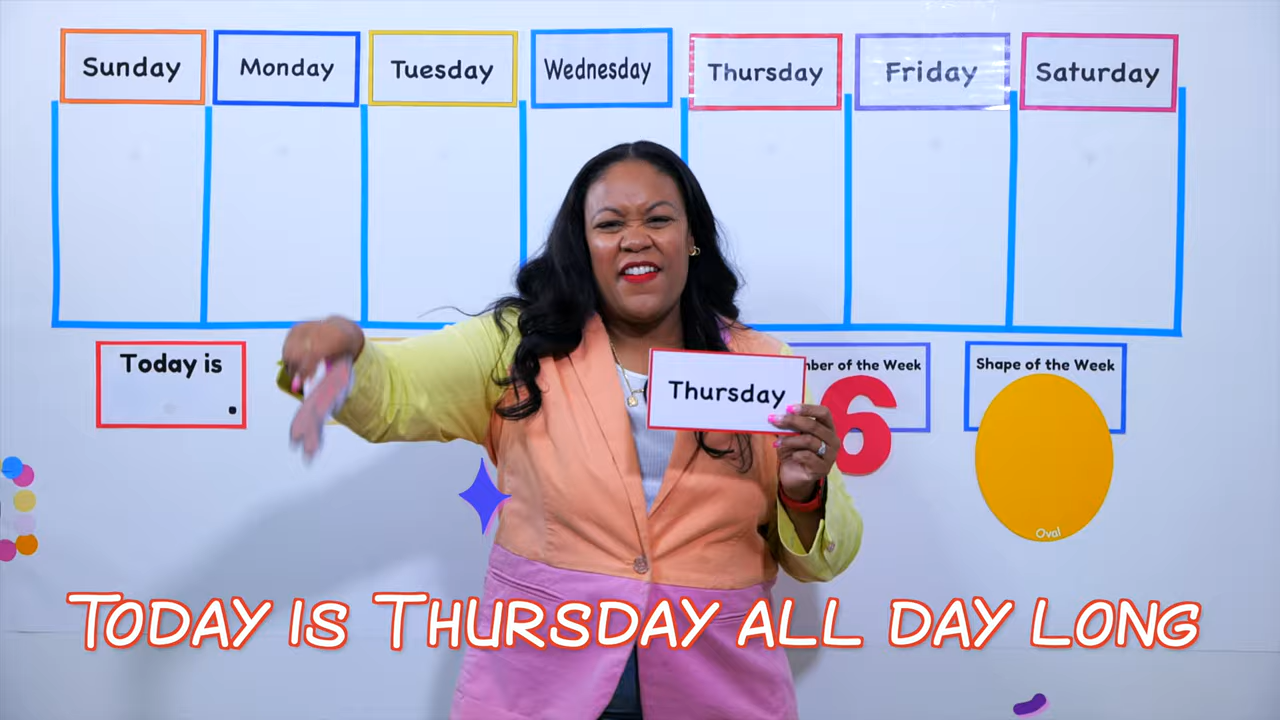 Sunday
Monday
Tuesday
Wednesday
Thursday
Friday
Saturday
Today is
.
Thursday
of the Week
6
Shape of the Week
Oval
TODAY IS THURSDAY ALL DAY LONG